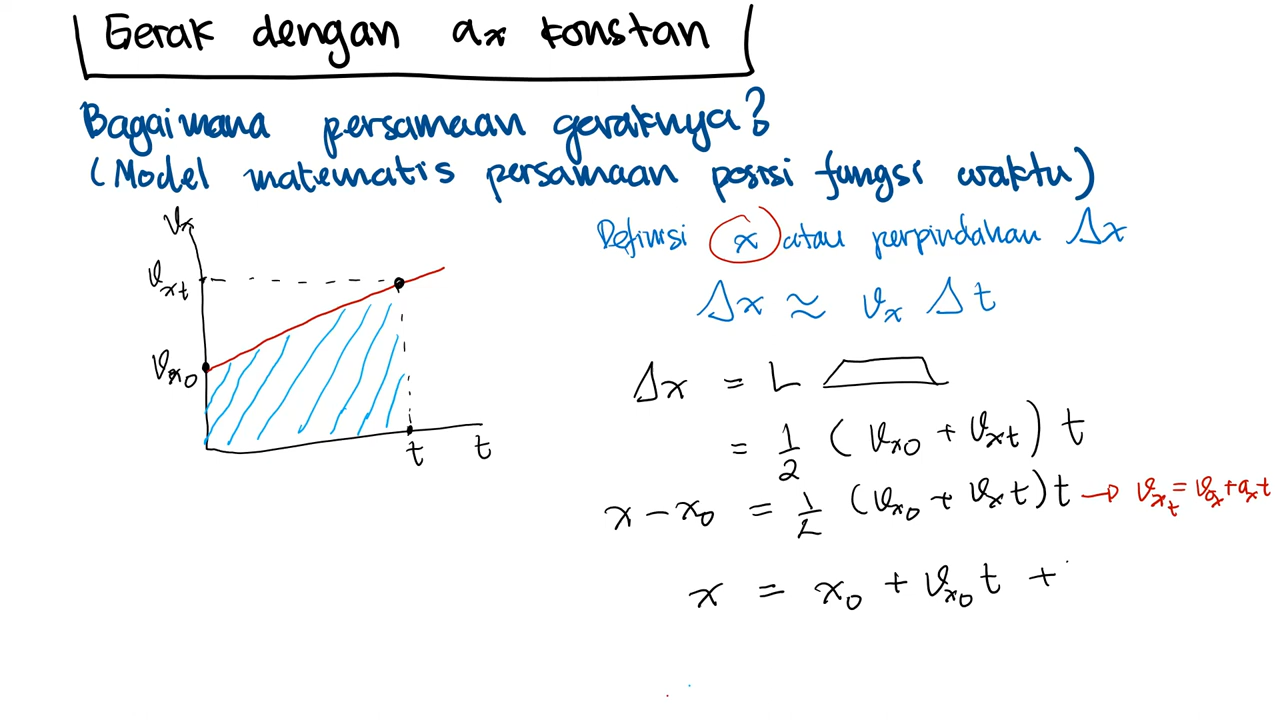 Gerak dengan aₓ konstan
Bagaimana persamaan geraknya?
(Model matematis persamaan posisi fungsi waktu)
vₓ
vₓt
vₓ₀
t
t
Definisi x atau perpindahan Δx
Δx ≈ vₓ Δt
Δx = L
= 1/2 (vₓ₀ + vₓt) t
x - x₀ = 1/2 (vₓ₀ + vₓt) t → vₓt = v₀ₓ + aₓt
x = x₀ + vₓ₀ t +